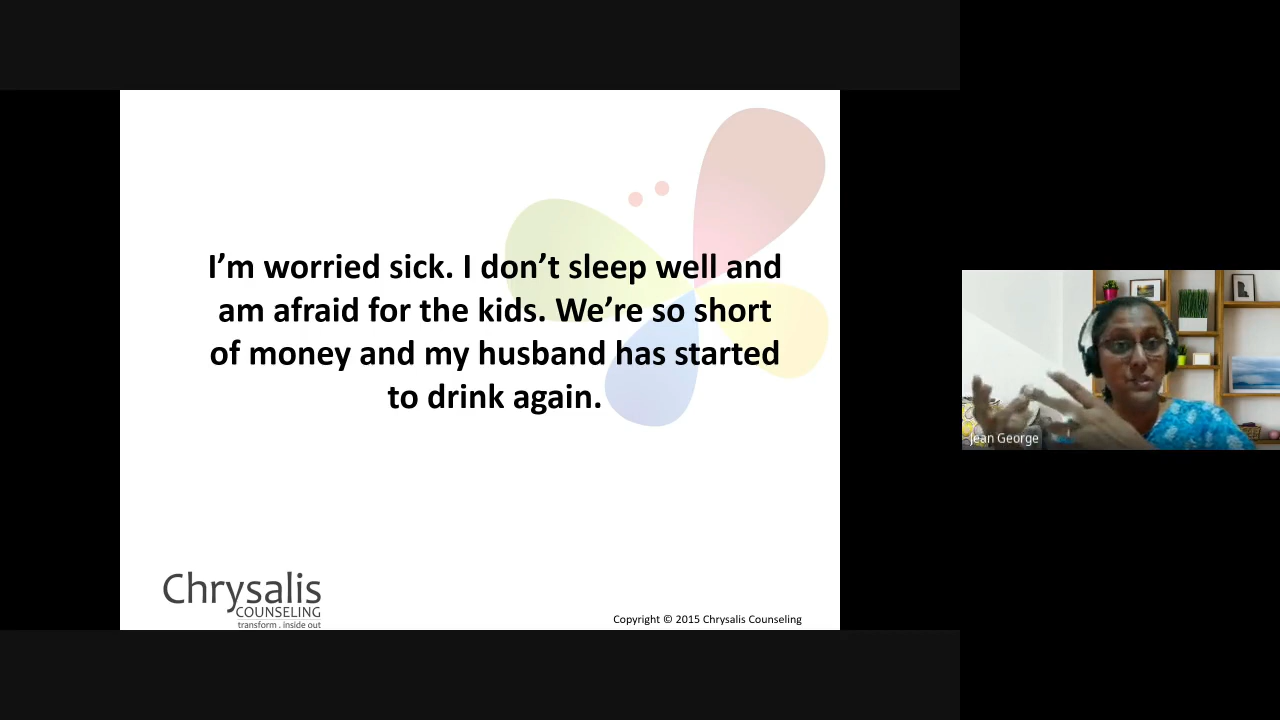 I’m worried sick. I don’t sleep well and
am afraid for the kids. We’re so short
of money and my husband has started
to drink again.
Chrysalis
COUNSELING
transform . inside out
Copyright © 2015 Chrysalis Counseling
Jean George